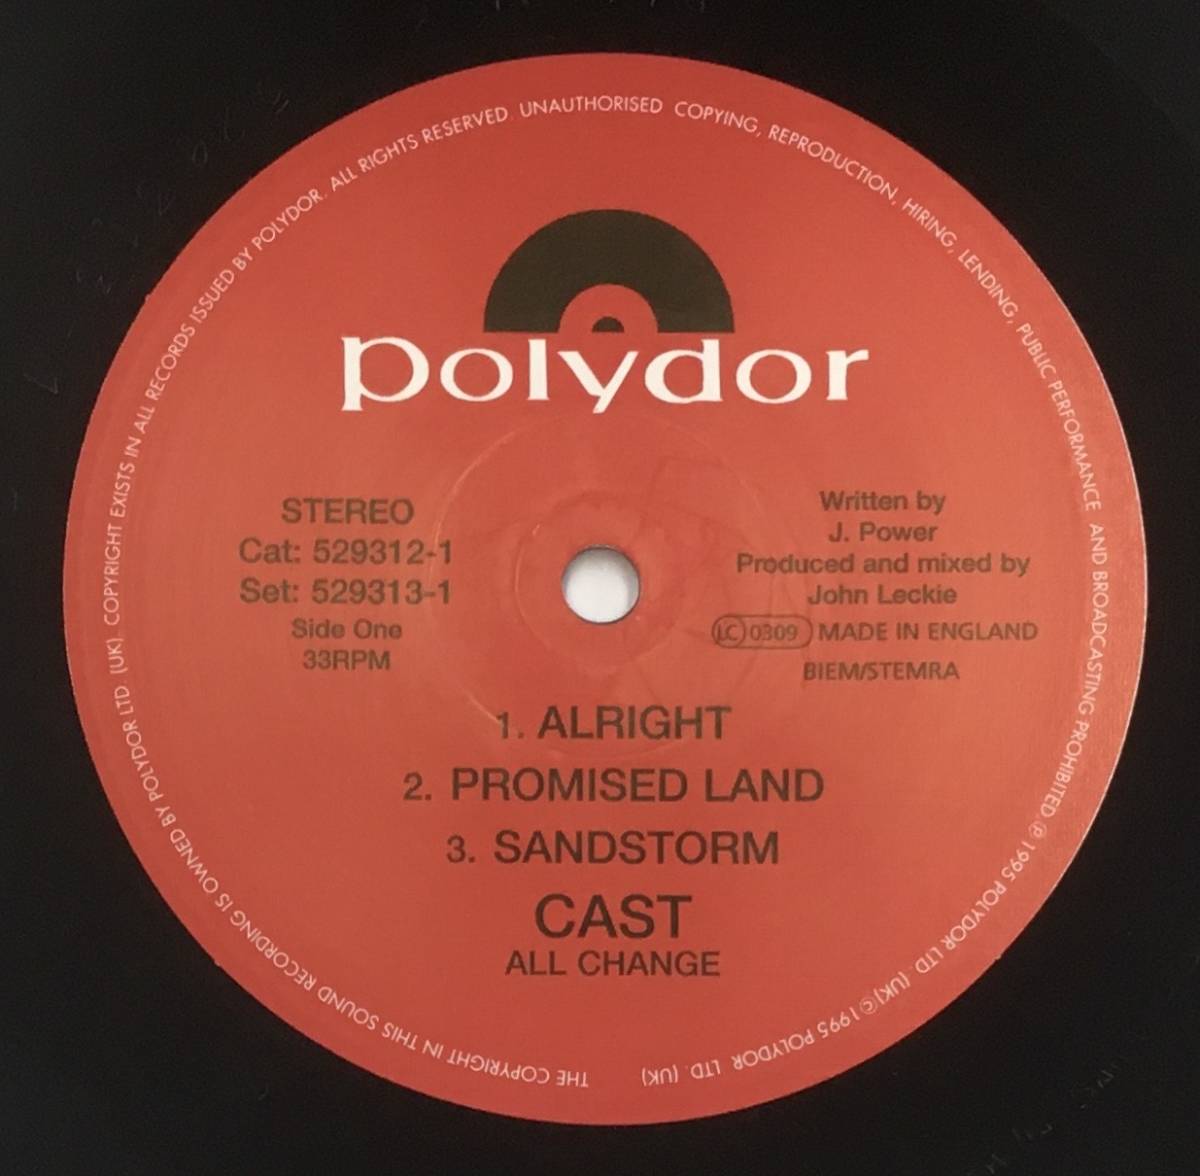 THE COPYRIGHT IN THIS SOUND RECORDING IS OWNED BY POLYDOR LTD. (UK). COPYRIGHT EXISTS IN ALL RECORDS ISSUED BY POLYDOR. ALL RIGHTS RESERVED UNAUTHORISED COPYING, REPRODUCTION, HIRING, LENDING, PUBLIC PERFORMANCE AND BROADCASTING PROHIBITED ℗ 1995 POLYDOR LTD (UK) © 1995 POLYDOR LTD. (UK)
polydor
STEREO
Cat: 529312-1
Set: 529313-1
Side One
33RPM
Written by
J. Power
Produced and mixed by
John Leckie
LC 0309 MADE IN ENGLAND
BIEM/STEMRA
1. ALRIGHT
2. PROMISED LAND
3. SANDSTORM
CAST
ALL CHANGE